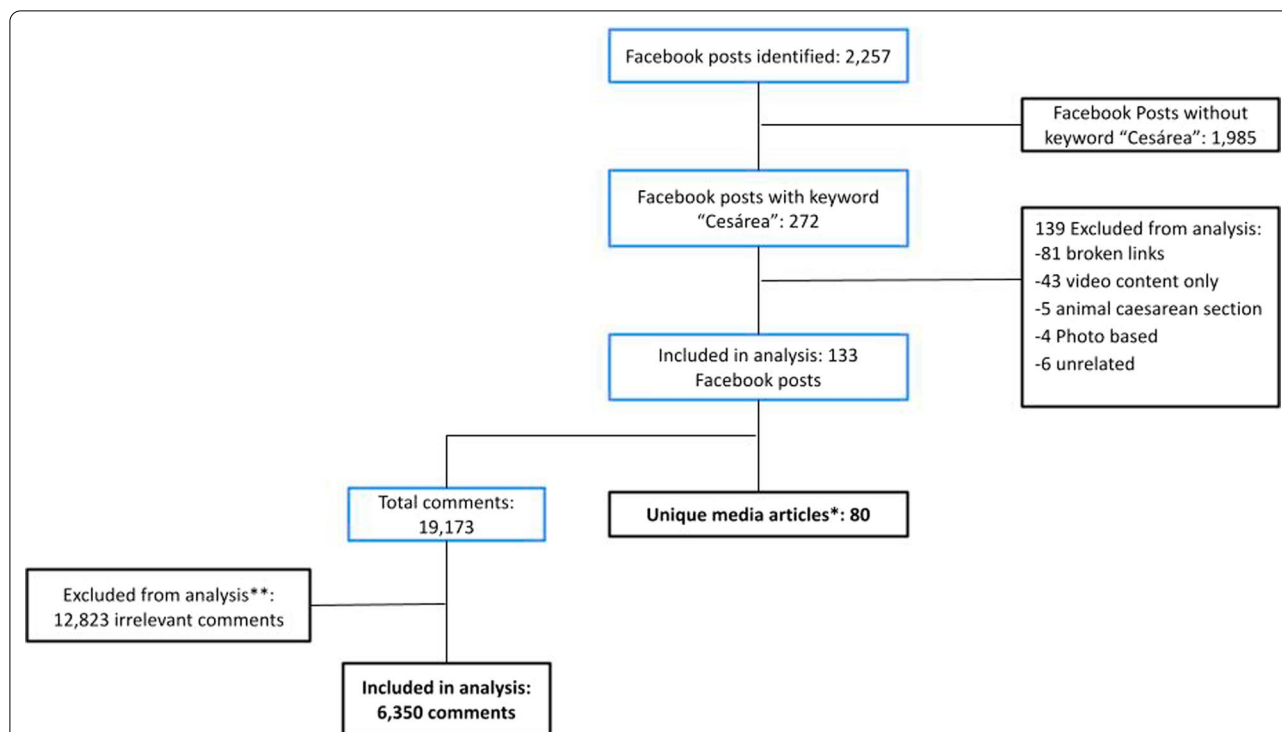 Facebook posts identified: 2,257
Facebook Posts without
keyword “Cesárea”: 1,985
Facebook posts with keyword
“Cesárea”: 272
139 Excluded from analysis:
-81 broken links
-43 video content only
-5 animal caesarean section
-4 Photo based
-6 unrelated
Included in analysis: 133
Facebook posts
Total comments:
19,173
Unique media articles*: 80
Excluded from analysis**:
12,823 irrelevant comments
Included in analysis:
6,350 comments